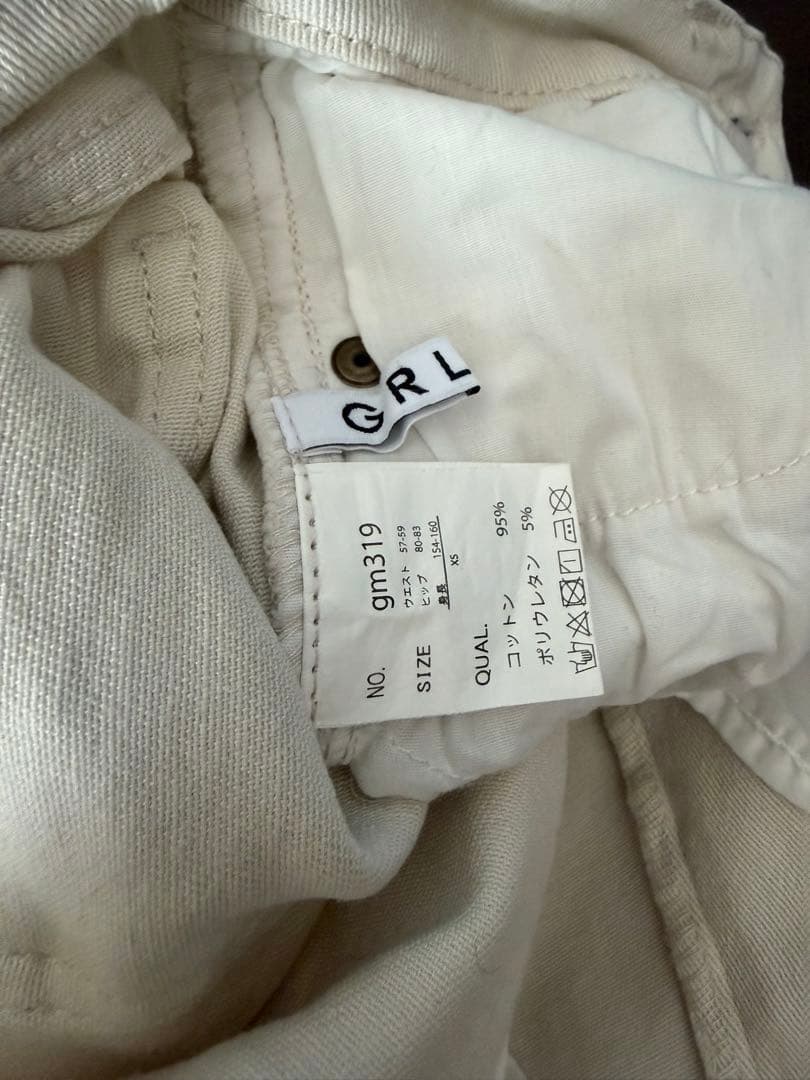 GRL
NO. gm319
SIZE
ウエスト 57-59
ヒップ 80-83
身長 154-160
XS
QUAL.
コットン 95%
ポリウレタン 5%